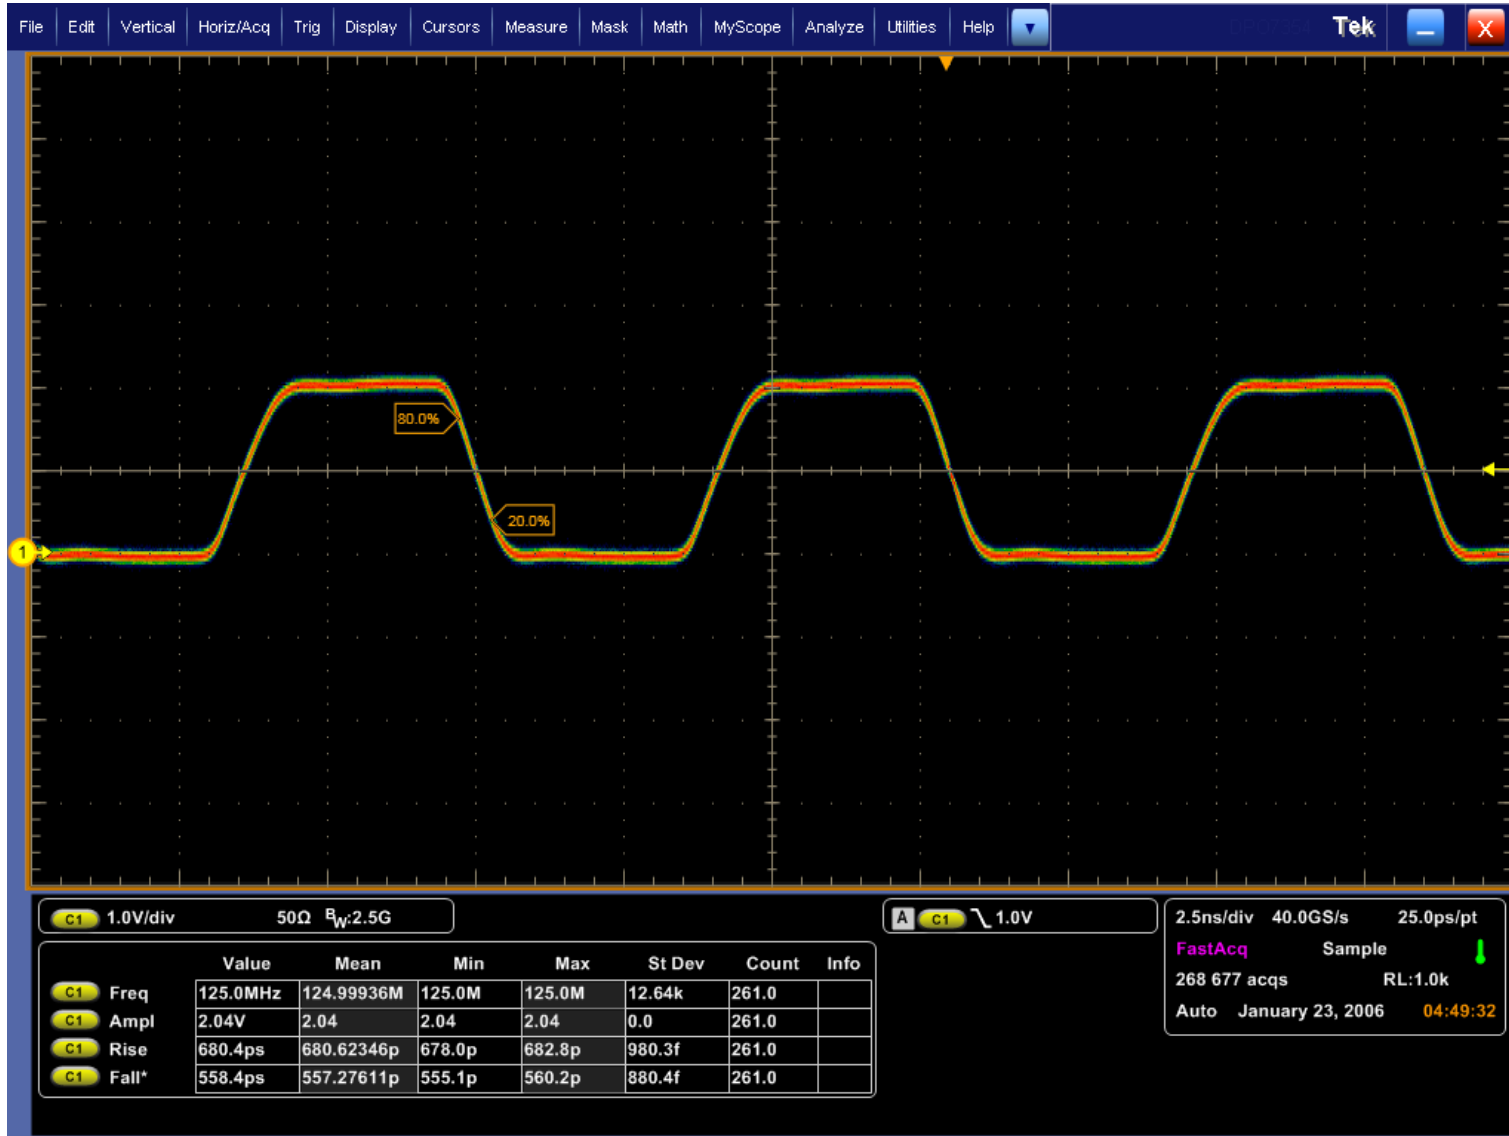 File Edit Vertical Horiz/Acq Trig Display Cursors Measure Mask Math MyScope Analyze Utilities Help Tek X
80.0%
20.0%
1
C1 1.0V/div 50Ω BW:2.5G
A C1 1.0V
2.5ns/div 40.0GS/s 25.0ps/pt
FastAcq Sample
268 677 acqs RL:1.0k
Auto January 23, 2006 04:49:32
Value Mean Min Max St Dev Count Info
C1 Freq 125.0MHz 124.99936M 125.0M 125.0M 12.64k 261.0
C1 Ampl 2.04V 2.04 2.04 2.04 0.0 261.0
C1 Rise 680.4ps 680.62346p 678.0p 682.8p 980.3f 261.0
C1 Fall* 558.4ps 557.27611p 555.1p 560.2p 880.4f 261.0